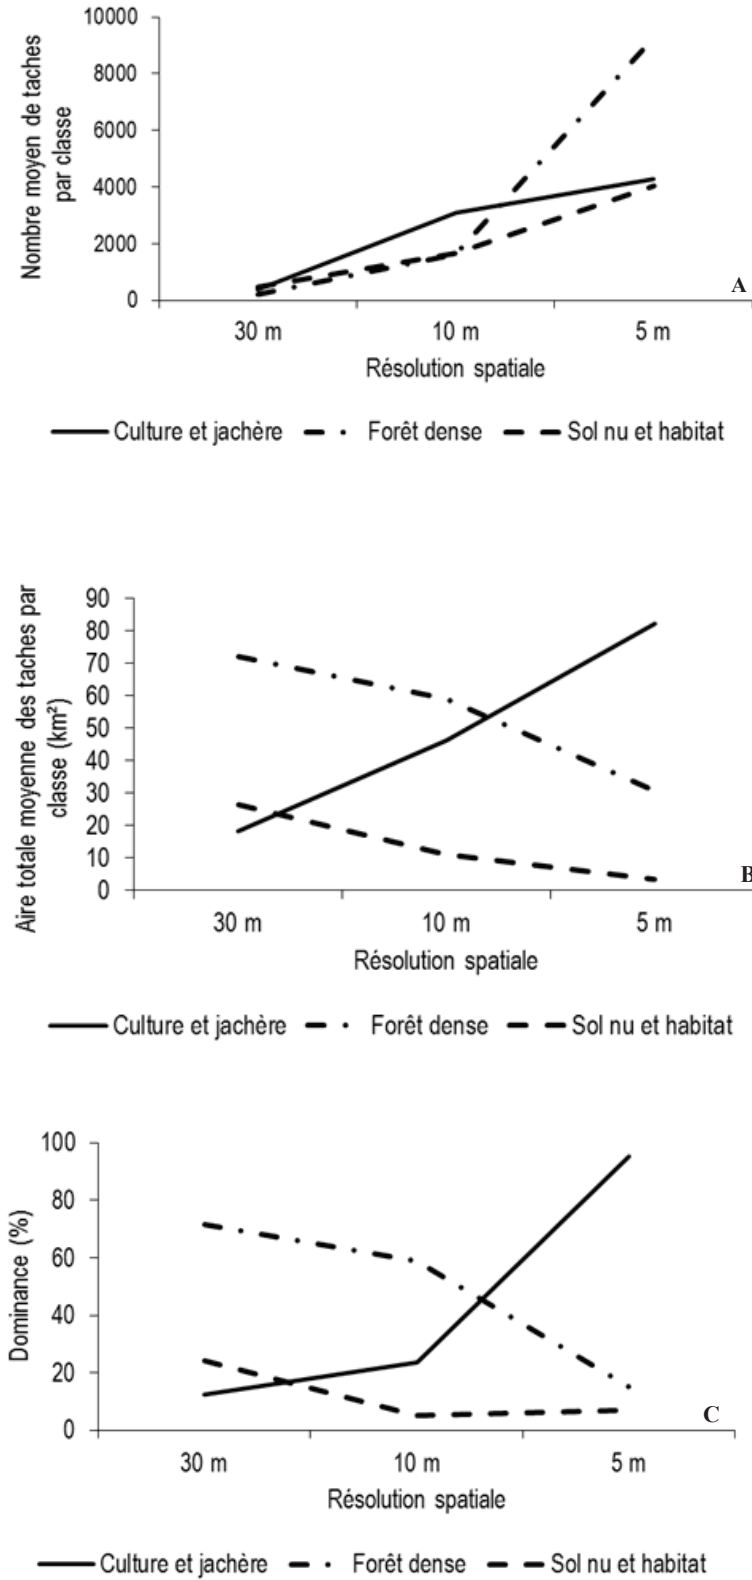 Nombre moyen de taches
par classe
10000
8000
6000
4000
2000
0
A
30 m 10 m 5 m
Résolution spatiale
Culture et jachère Forêt dense Sol nu et habitat
Aire totale moyenne des taches par
classe (km²)
90
80
70
60
50
40
30
20
10
0
B
30 m 10 m 5 m
Résolution spatiale
Culture et jachère Forêt dense Sol nu et habitat
Dominance (%)
100
80
60
40
20
0
C
30 m 10 m 5 m
Résolution spatiale
Culture et jachère Forêt dense Sol nu et habitat